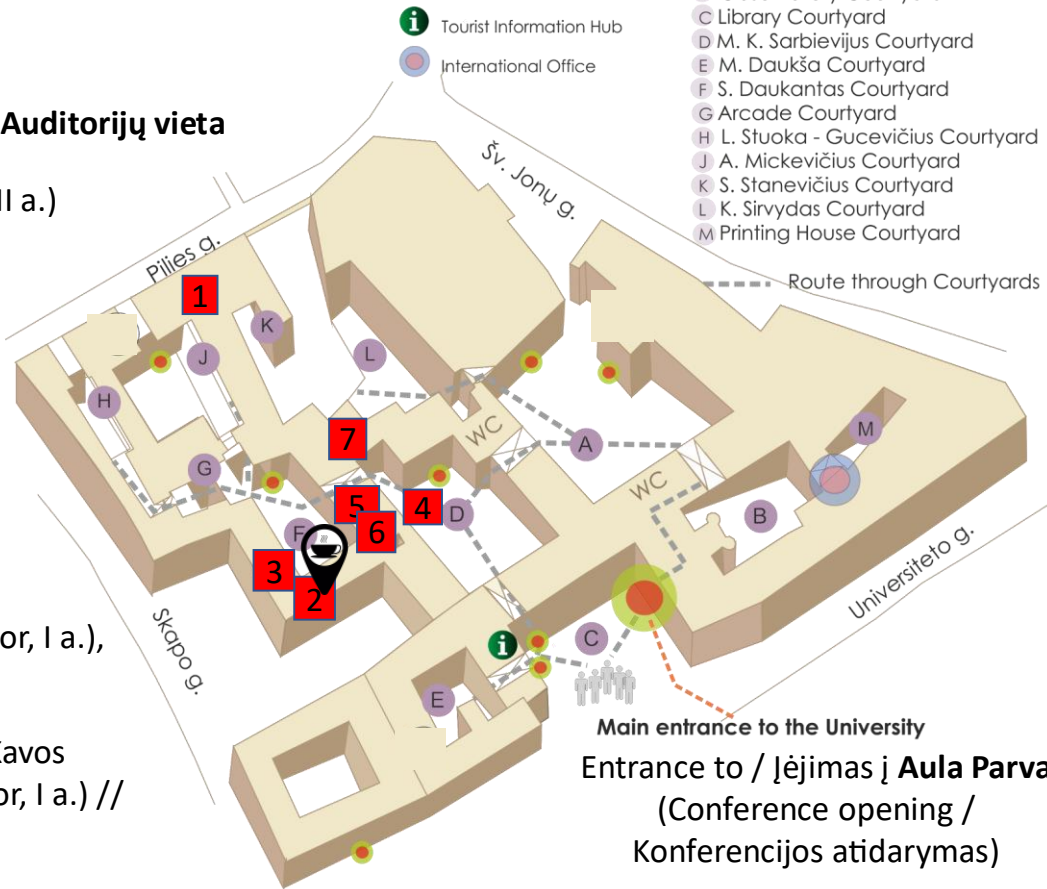 Tourist Information Hub
International Office
C Library Courtyard
D M. K. Sarbievijus Courtyard
E M. Daukša Courtyard
F S. Daukantas Courtyard
G Arcade Courtyard
H L. Stuoka - Gucevičius Courtyard
J A. Mickevičius Courtyard
K S. Stanevičius Courtyard
L K. Sirvydas Courtyard
M Printing House Courtyard
Route through Courtyards
Auditorijų vieta
II a.)
Šv. Jonų g.
Pilies g.
1
K
J
L
H
7
WC
A
M
G
WC
5
4
D
B
F
6
3
2
Universiteto g.
Skapo g.
or, I a.),
i
C
E
Main entrance to the University
Kavos
or, I a.) //
Entrance to / Įėjimas į Aula Parva
(Conference opening /
Konferencijos atidarymas)